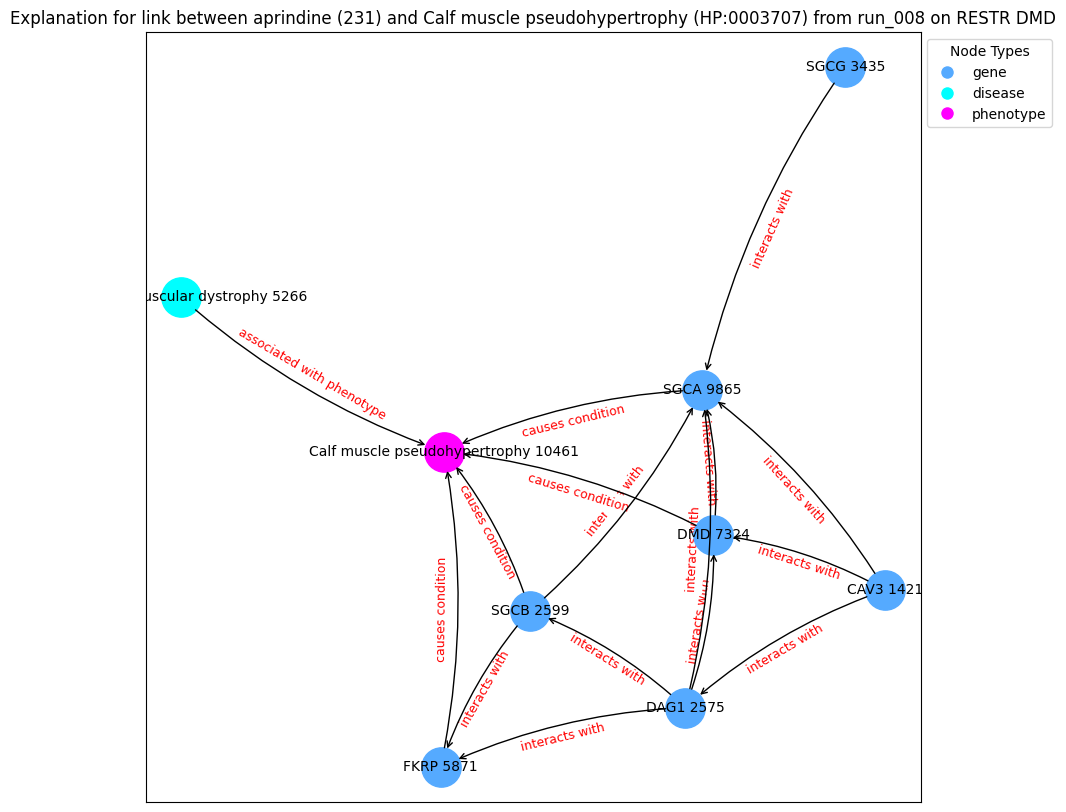 Explanation for link between aprindine (231) and Calf muscle pseudohypertrophy (HP:0003707) from run_008 on RESTR DMD
Node Types
gene
disease
phenotype
SGCG 3435
interacts with
dystrophy 5266
associated with phenotype
SGCA 9865
causes condition
Calf muscle pseudohypertrophy 10461
interacts with
causes condition
interacts with
causes condition
with
DMD 7324
interacts with
interacts with
CAV3 1421
causes condition
interacts with
SGCB 2599
interacts with
interacts with
interacts with
DAG1 2575
interacts with
FKRP 5871